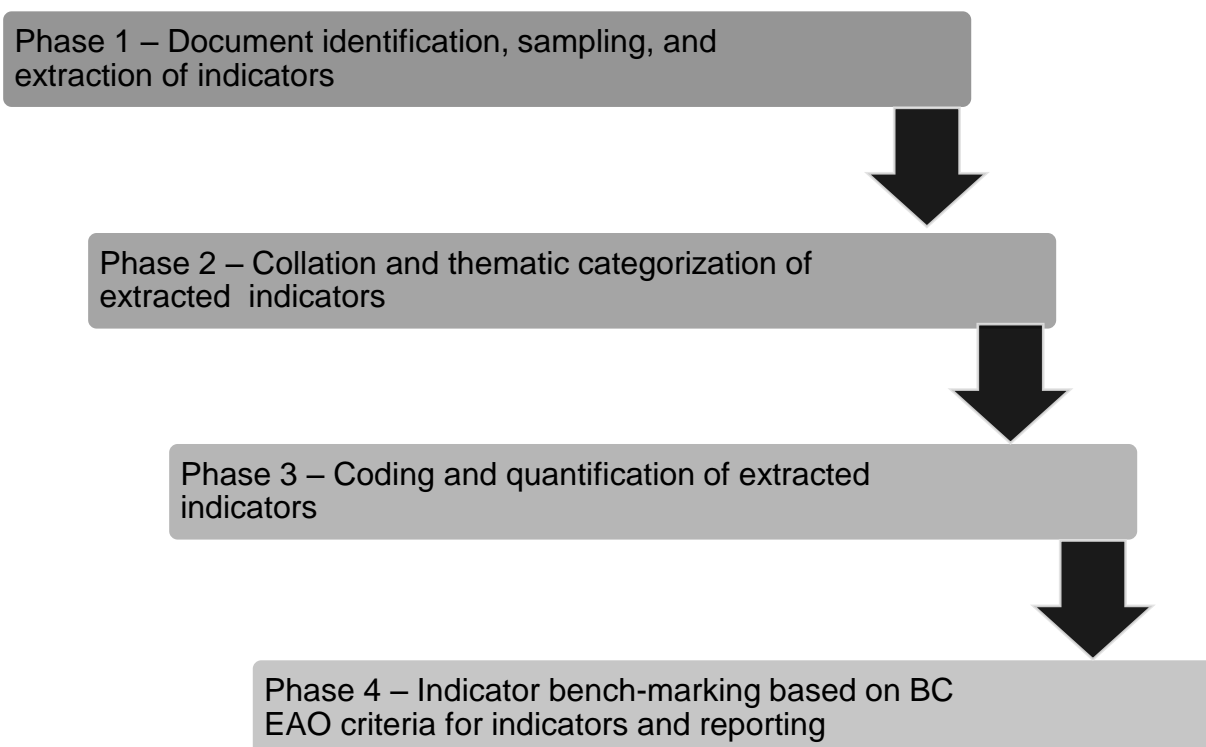 Phase 1 – Document identification, sampling, and
extraction of indicators
Phase 2 – Collation and thematic categorization of
extracted  indicators
Phase 3 – Coding and quantification of extracted
indicators
Phase 4 – Indicator bench-marking based on BC
EAO criteria for indicators and reporting